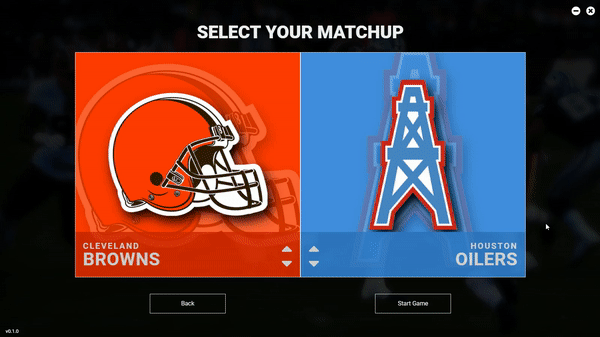 SELECT YOUR MATCHUP
CLEVELAND
BROWNS
HOUSTON
OILERS
Back
Start Game
v0.1.0